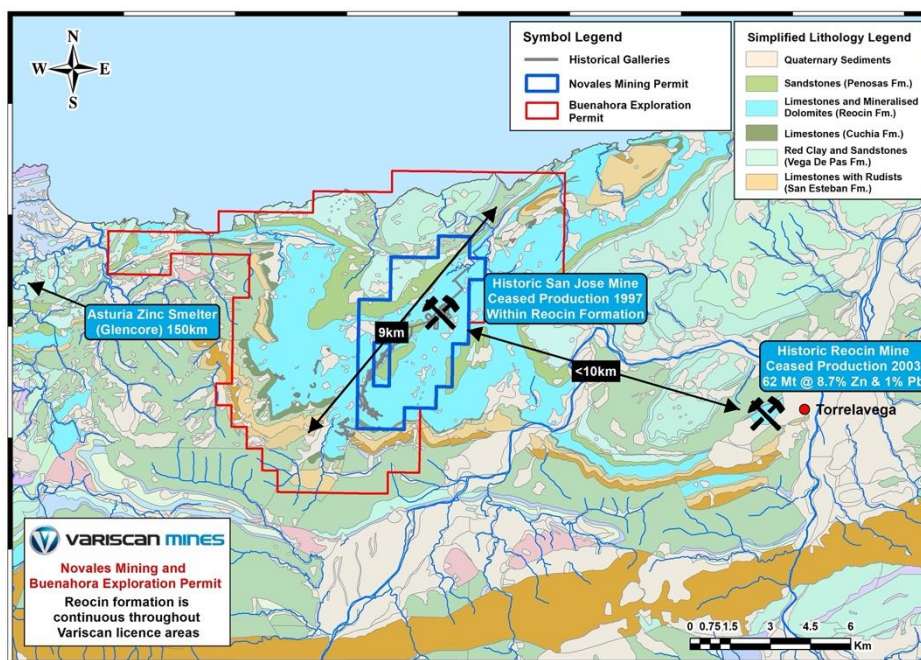 N
W E
S
Symbol Legend
Historical Galleries
Novales Mining Permit
Buenahora Exploration
Permit
Simplified Lithology Legend
Quaternary Sediments
Sandstones (Penosas Fm.)
Limestones and Mineralised
Dolomites (Reocin Fm.)
Limestones (Cuchia Fm.)
Red Clay and Sandstones
(Vega De Pas Fm.)
Limestones with Rudists
(San Esteban Fm.)
Asturia Zinc Smelter
(Glencore) 150km
9km
Historic San Jose Mine
Ceased Production 1997
Within Reocin Formation
<10km
Historic Reocin Mine
Ceased Production 2003
62 Mt @ 8.7% Zn & 1% Pb
Torrelavega
VARISCAN MINES
Novales Mining and
Buenahora Exploration Permit
Reocin formation is
continuous throughout
Variscan licence areas
0 0.75 1.5 3 4.5 6
Km